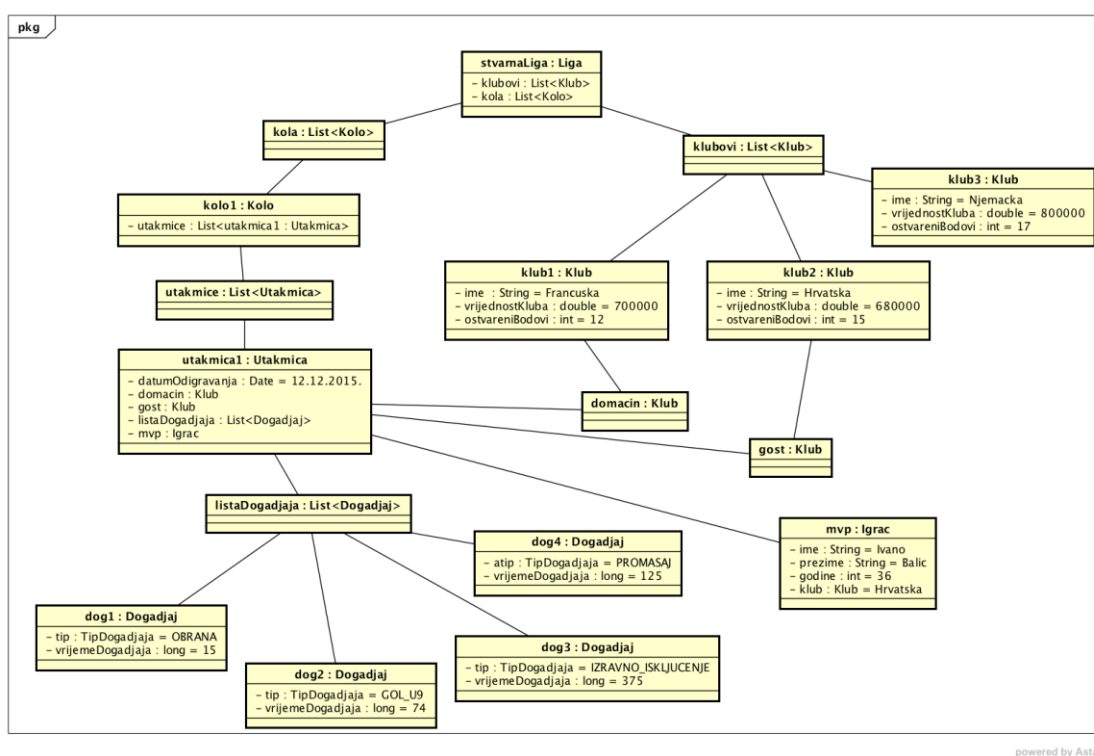 pkg
stvarnaLiga : Liga
- klubovi : List<Klub>
- kola : List<Kolo>
kola : List<Kolo>
klubovi : List<Klub>
klub3 : Klub
- ime : String = Njemacka
- vrijednostKluba : double = 800000
- ostvareniBodovi : int = 17
kolo1 : Kolo
- utakmice : List<utakmica1 : Utakmica>
klub1 : Klub
- ime : String = Francuska
- vrijednostKluba : double = 700000
- ostvareniBodovi : int = 12
klub2 : Klub
- ime : String = Hrvatska
- vrijednostKluba : double = 680000
- ostvareniBodovi : int = 15
utakmice : List<Utakmica>
utakmica1 : Utakmica
- datumOdigravanja : Date = 12.12.2015.
- domacin : Klub
- gost : Klub
- listaDogadjaja : List<Dogadjaj>
- mvp : Igrac
domacin : Klub
gost : Klub
listaDogadjaja : List<Dogadjaj>
mvp : Igrac
- ime : String = Ivano
- prezime : String = Balic
- godine : int = 36
- klub : Klub = Hrvatska
dog4 : Dogadjaj
- atip : TipDogadjaja = PROMASAJ
- vrijemeDogadjaja : long = 125
dog1 : Dogadjaj
- tip : TipDogadjaja = OBRANA
- vrijemeDogadjaja : long = 15
dog3 : Dogadjaj
- tip : TipDogadjaja = IZRAVNO_ISKLJUCENJE
- vrijemeDogadjaja : long = 375
dog2 : Dogadjaj
- tip : TipDogadjaja = GOL_U9
- vrijemeDogadjaja : long = 74
powered by Asta